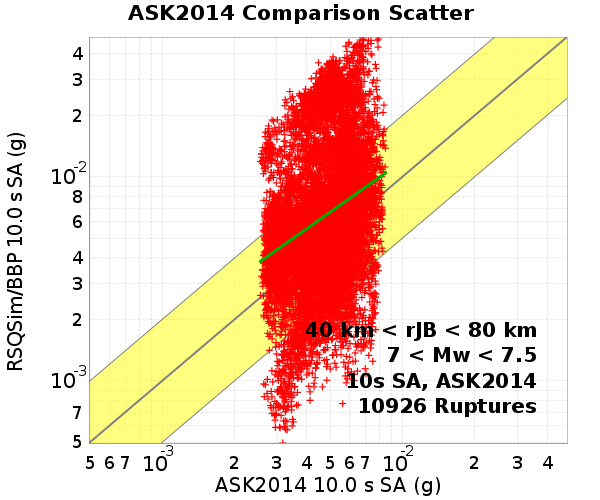 ASK2014 Comparison Scatter
RSQSim/BBP 10.0 s SA (g)
4
3
2
10-2
8
6
4
3
2
10-3
7
5
40 km < rJB < 80 km
7 < Mw < 7.5
10s SA, ASK2014
10926 Ruptures
5 6 7 10-3 2 3 4 5 6 7 10-2 2 3 4
ASK2014 10.0 s SA (g)